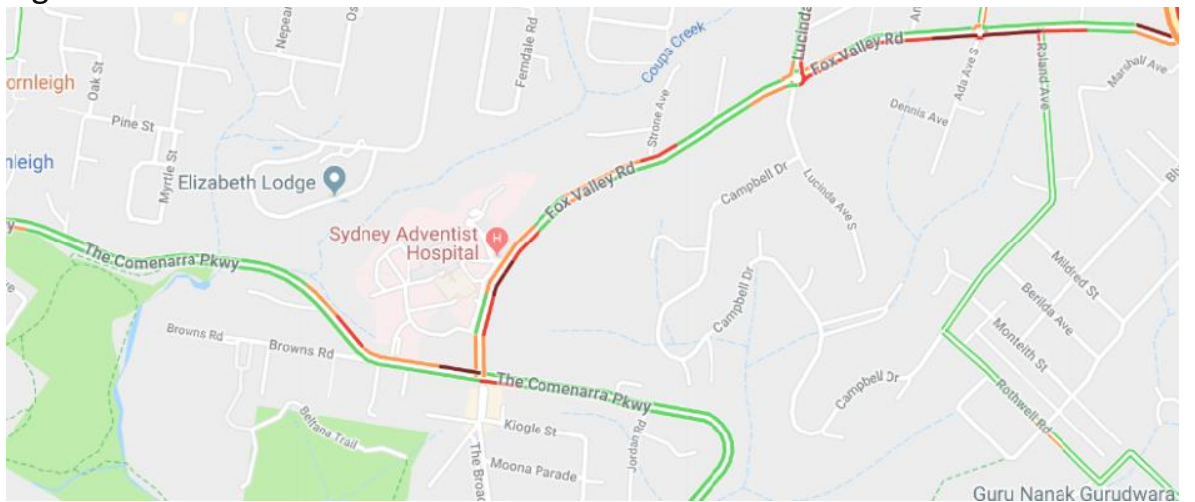 Nepear
Ferndale Rd
Coups Creek
Lucinda
Fox Valley Rd
Ada Ave S
Roland Ave
Marshall Ave
Oak St
ornleigh
Pine St
Myrtle St
nleigh
Elizabeth Lodge
Strone Ave
Dennis Ave
Campbell Dr
Lucinda Ave S
Fox Valley Rd
Sydney Adventist
Hospital
H
The Comenarra Pkwy
Campbell Dr
Mildred St
Berilda Ave
Monteith St
Browns Rd
Browns Rd
The Comenarra Pkwy
Campbell Dr
Rothwell Rd
Beltana Trail
Kiogle St
Jordan Rd
Moona Parade
The Broad
Guru Nanak Gurudwara